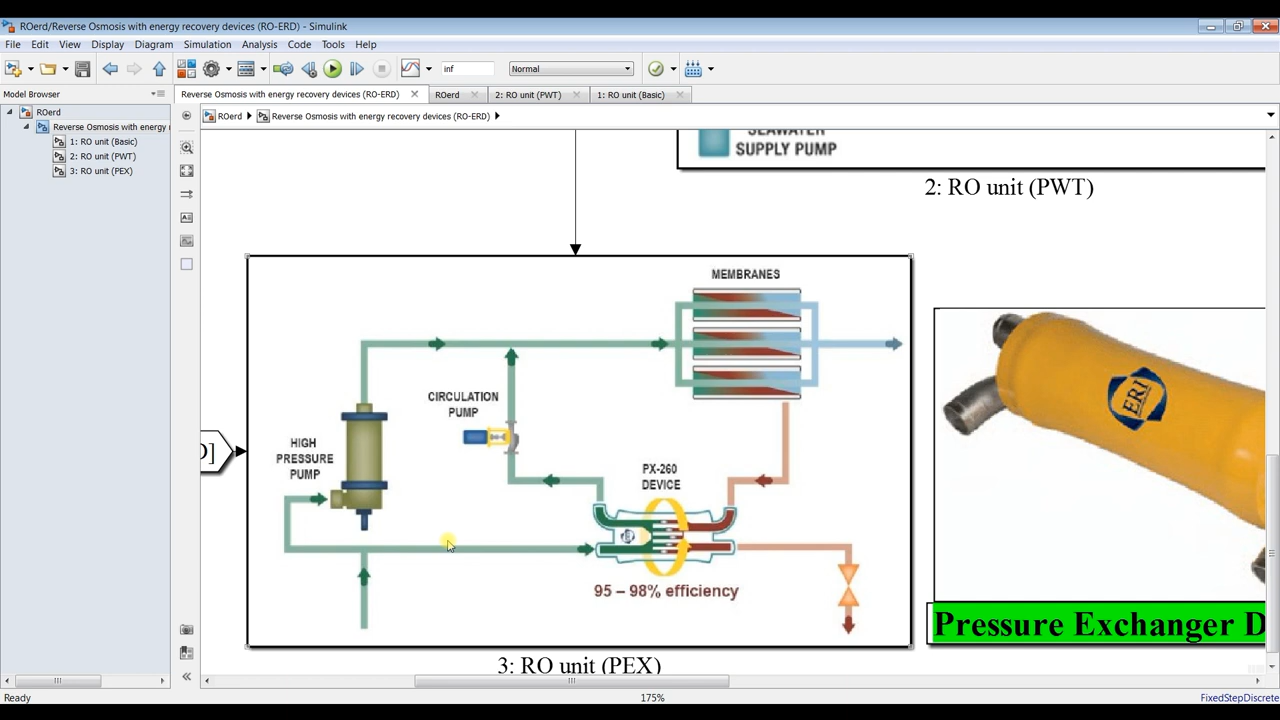 ROerd/Reverse Osmosis with energy recovery devices (RO-ERD) - Simulink
File Edit View Display Diagram Simulation Analysis Code Tools Help
inf
Normal
Model Browser
Reverse Osmosis with energy recovery devices (RO-ERD)
ROerd
2: RO unit (PWT)
1: RO unit (Basic)
ROerd
Reverse Osmosis with energy recovery devices (RO-ERD)
ROerd
Reverse Osmosis with energy r
1: RO unit (Basic)
2: RO unit (PWT)
3: RO unit (PEX)
SEAWATER
SUPPLY PUMP
2: RO unit (PWT)
MEMBRANES
CIRCULATION
PUMP
HIGH
PRESSURE
PUMP
PX-260
DEVICE
ERI
95 – 98% efficiency
3: RO unit (PEX)
ERI
Pressure Exchanger D
Ready
175%
FixedStepDiscrete